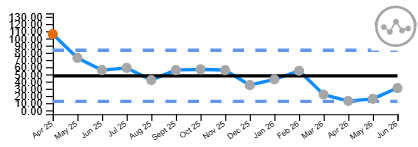 130.00
120.00
110.00
100.00
90.00
80.00
70.00
60.00
50.00
40.00
30.00
20.00
10.00
0.00
Apr 25
May 25
Jun 25
Jul 25
Aug 25
Sept 25
Oct 25
Nov 25
Dec 25
Jan 26
Feb 26
Mar 26
Apr 26
May 26
Jun 26